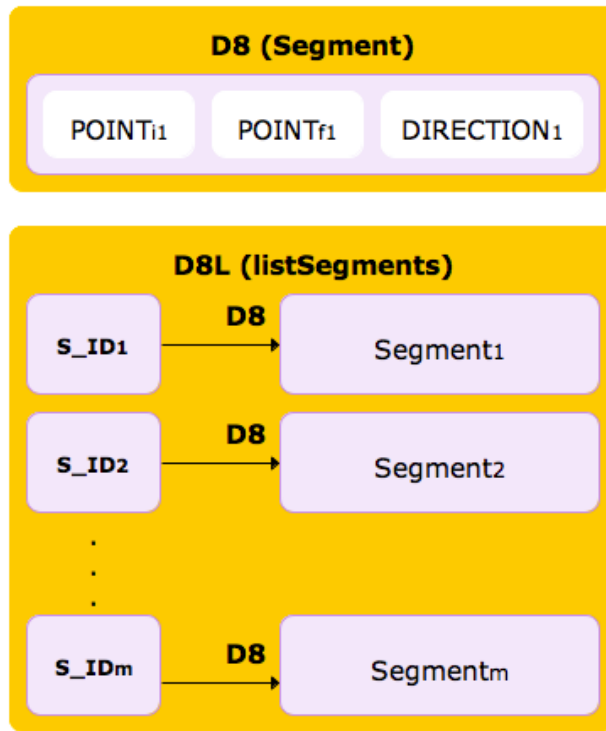 D8 (Segment)
POINTi1 POINTf1 DIRECTION1
D8L (listSegments)
S_ID1 D8 Segment1
S_ID2 D8 Segment2
.
.
.
S_IDm D8 Segmentm